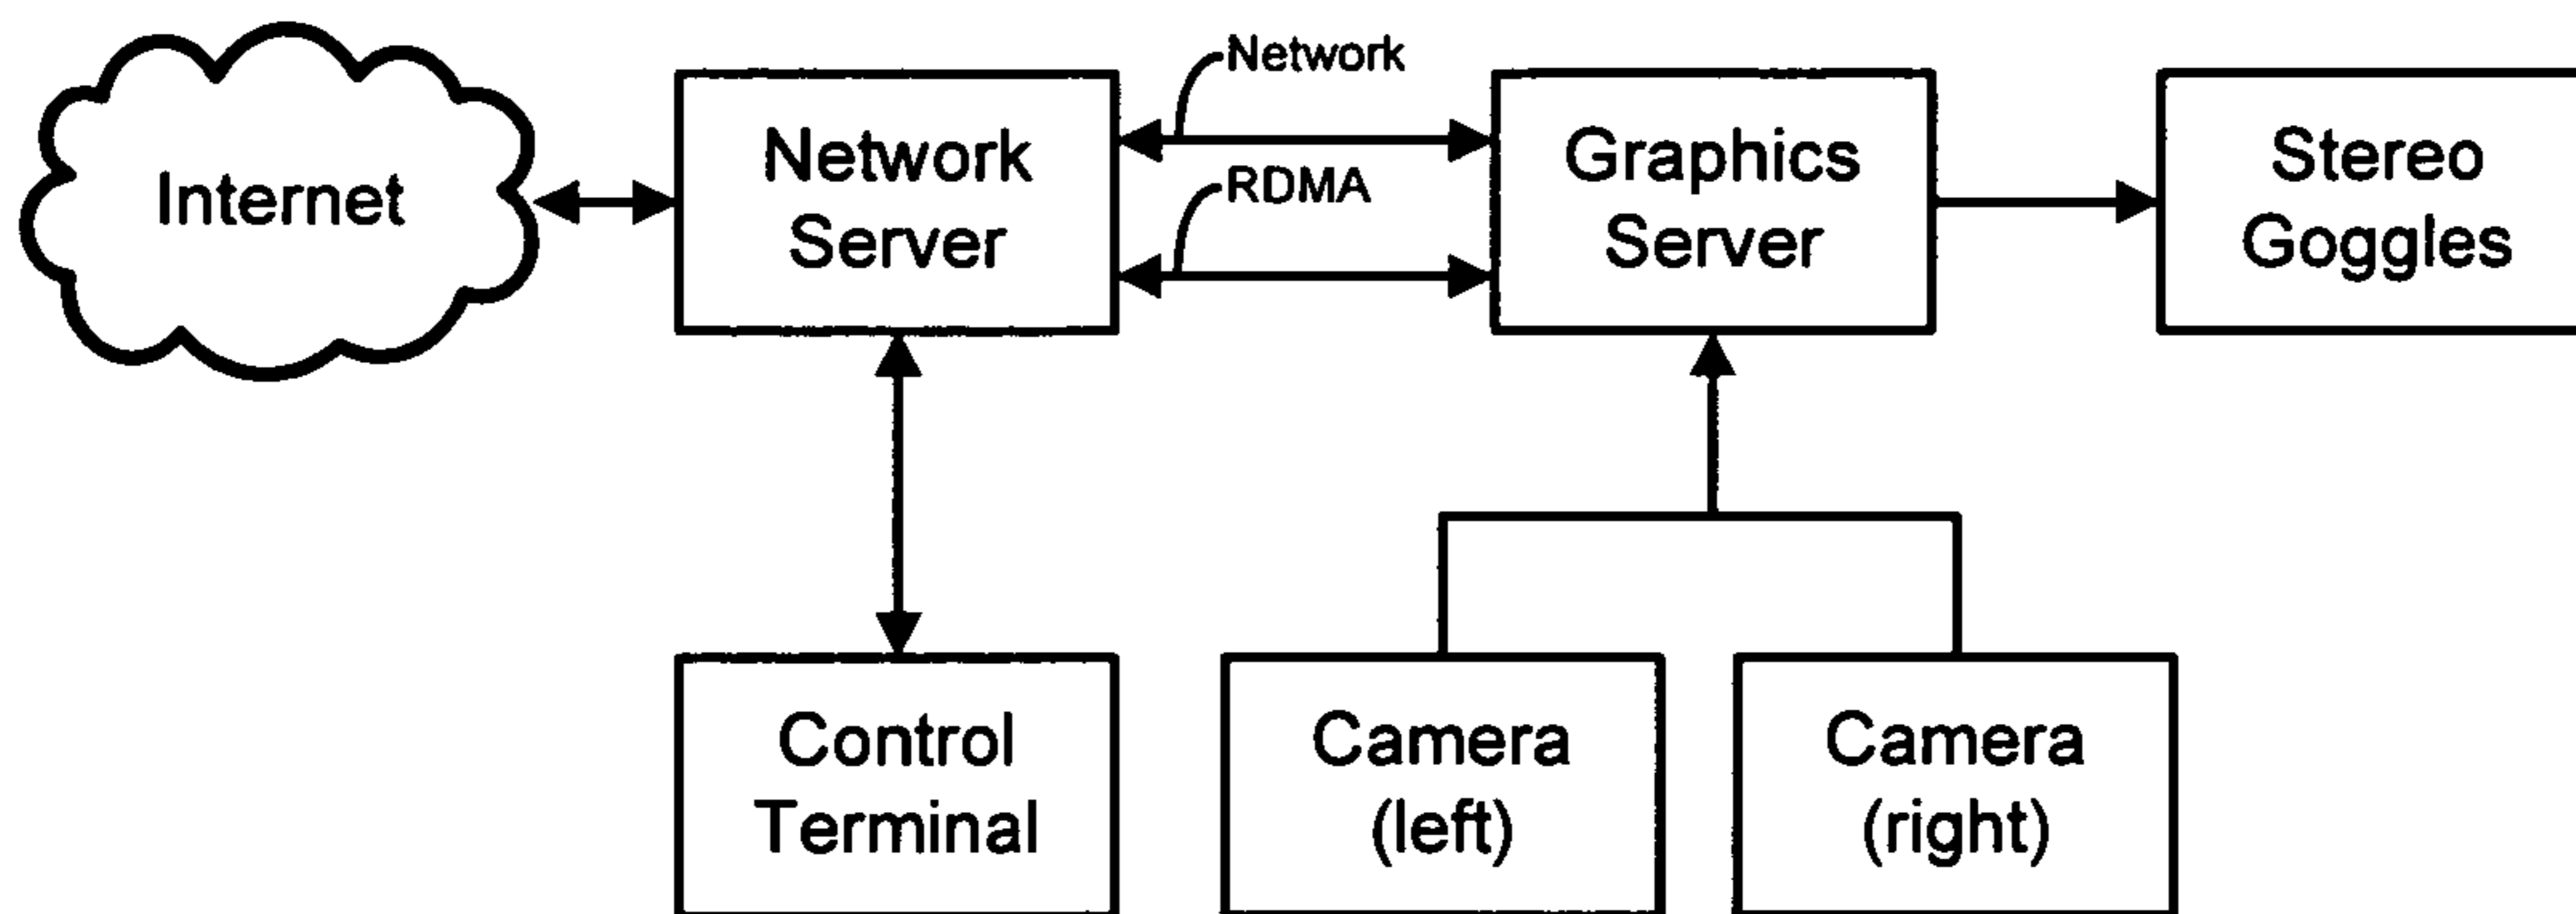 Internet
Network
Server
Network
RDMA
Graphics
Server
Stereo
Goggles
Control
Terminal
Camera
(left)
Camera
(right)